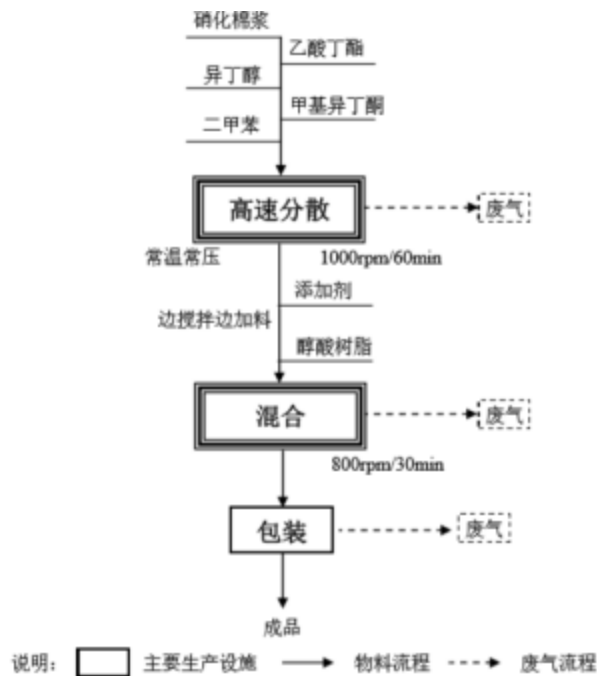 硝化棉浆
乙酸丁酯
异丁醇
甲基异丁酮
二甲苯
高速分散
废气
常温常压
1000rpm/60min
添加剂
边搅拌边加料
醇酸树脂
混合
废气
800rpm/30min
包装
废气
成品
说明：
主要生产设施
物料流程
废气流程